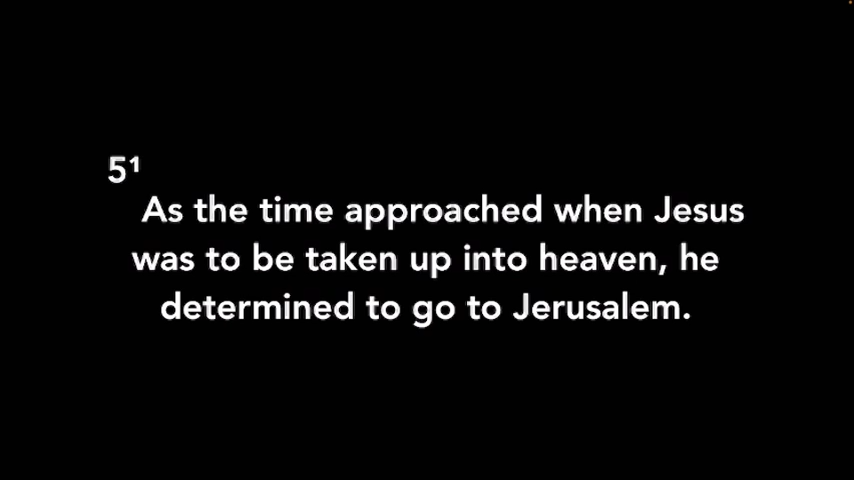 5¹
As the time approached when Jesus
was to be taken up into heaven, he
determined to go to Jerusalem.